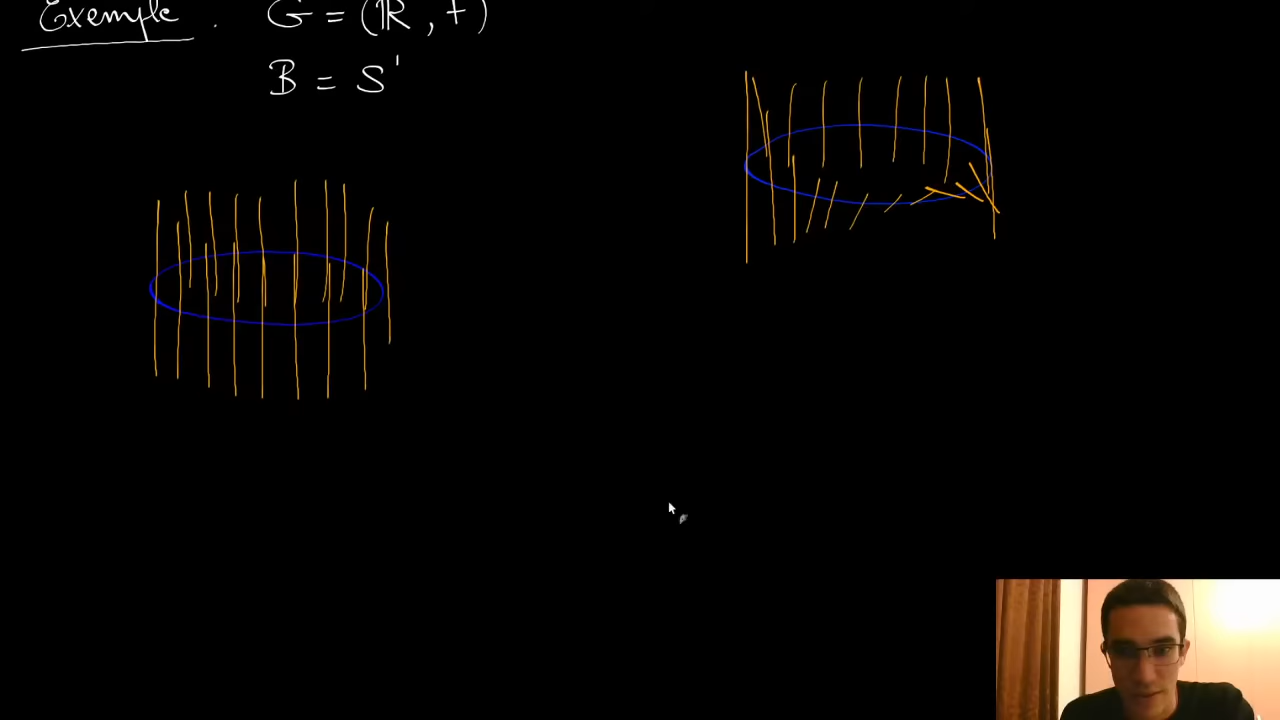 Exemple . G = (ℝ, +)
B = S¹